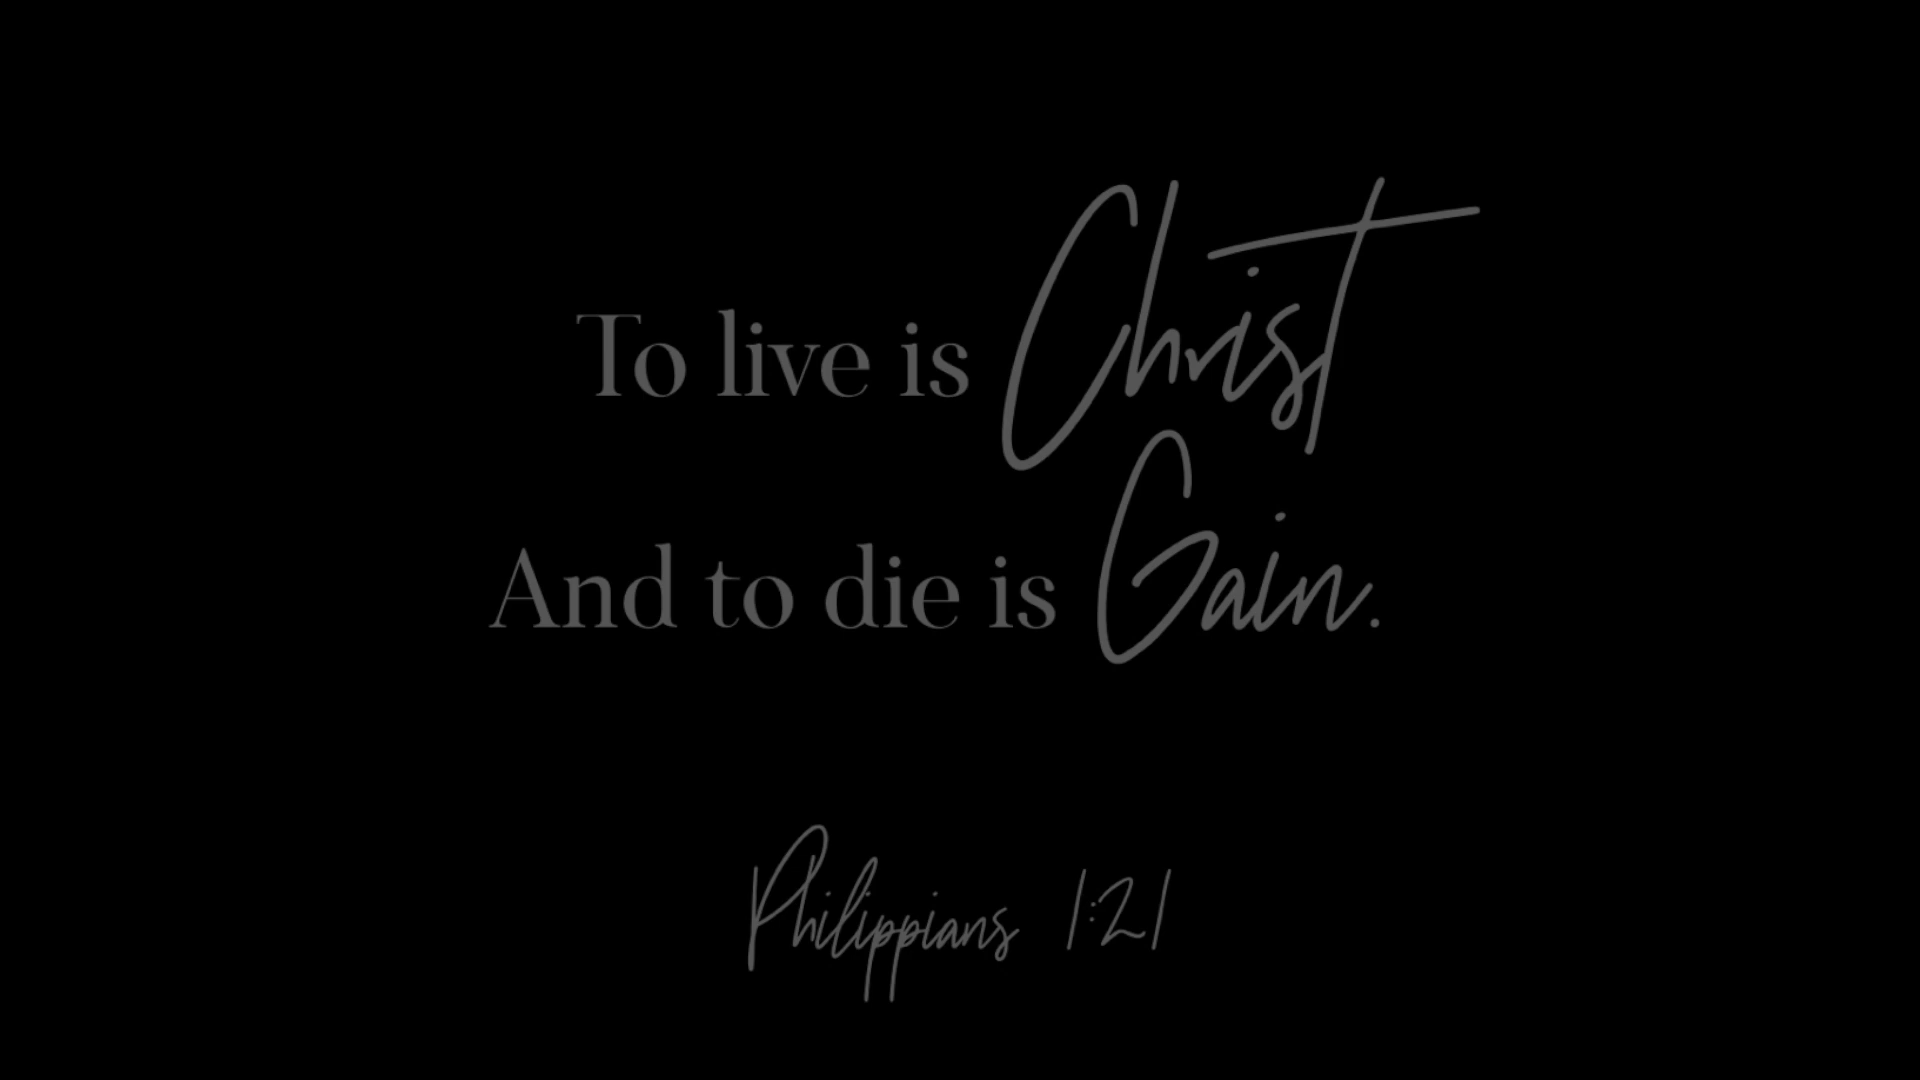 To live is Christ
And to die is Gain.
Philippians 1:21